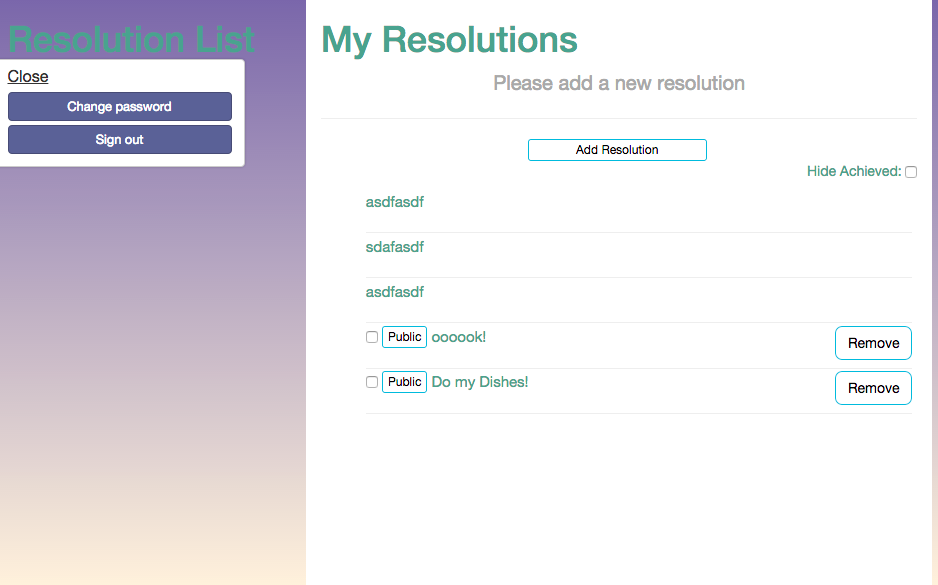 Resolution List
Close
Change password
Sign out
My Resolutions
Please add a new resolution
Add Resolution
Hide Achieved:
asdfasdf
sdafasdf
asdfasdf
Public oooook! Remove
Public Do my Dishes! Remove